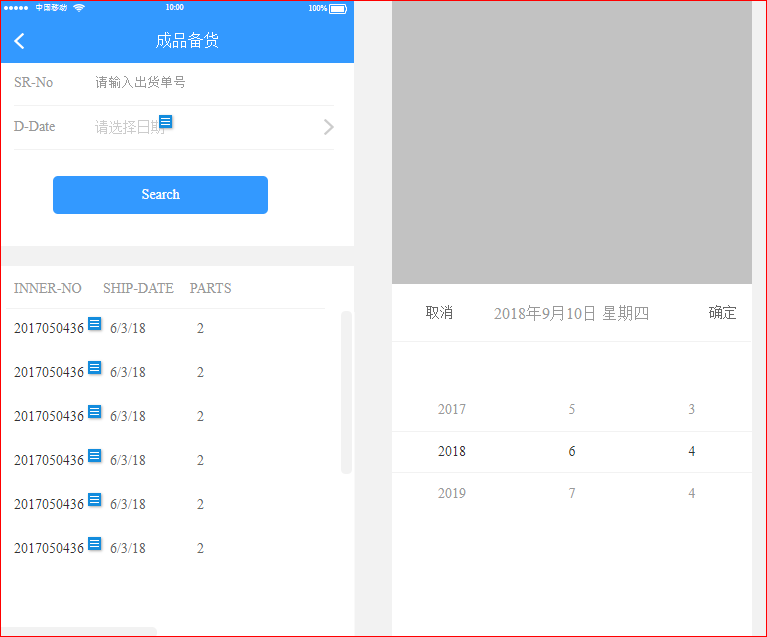 中国移动 10:00 100%
成品备货
SR-No 请输入出货单号
D-Date 请选择日期
Search
INNER-NO SHIP-DATE PARTS
2017050436 6/3/18 2
2017050436 6/3/18 2
2017050436 6/3/18 2
2017050436 6/3/18 2
2017050436 6/3/18 2
2017050436 6/3/18 2
取消 2018年9月10日 星期四 确定
2017 5 3
2018 6 4
2019 7 4